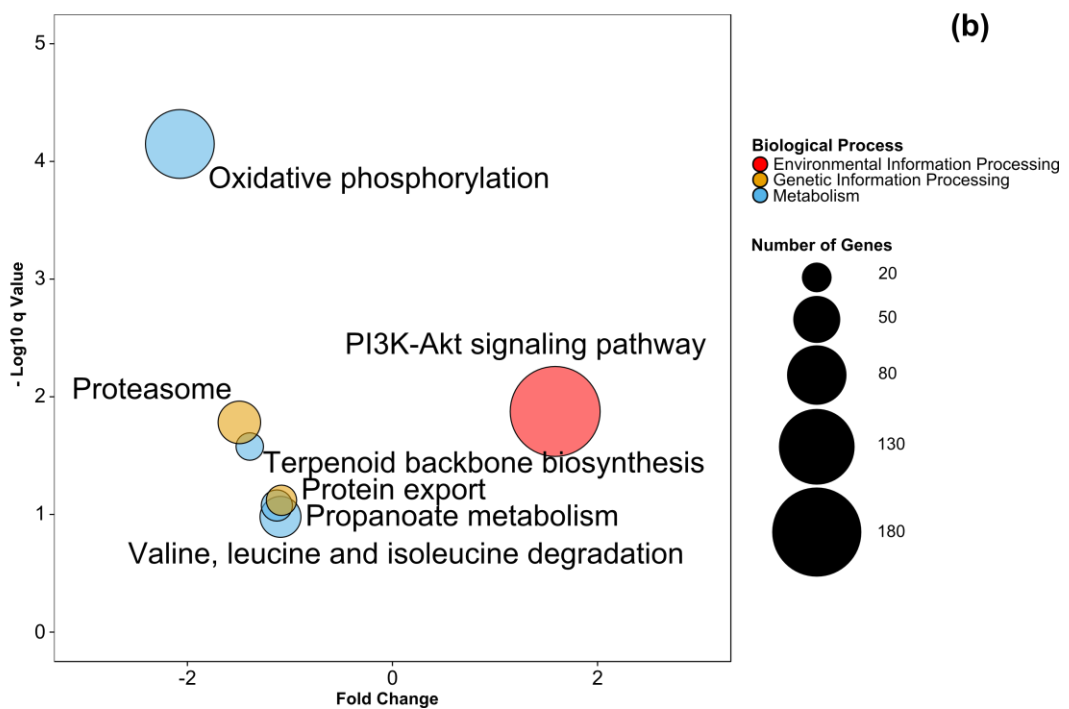 (b)
5
4
3
2
1
0
- Log10 q Value
Oxidative phosphorylation
PI3K-Akt signaling pathway
Proteasome
Terpenoid backbone biosynthesis
Protein export
Propanoate metabolism
Valine, leucine and isoleucine degradation
-2
0
2
Fold Change
Biological Process
Environmental Information Processing
Genetic Information Processing
Metabolism
Number of Genes
20
50
80
130
180